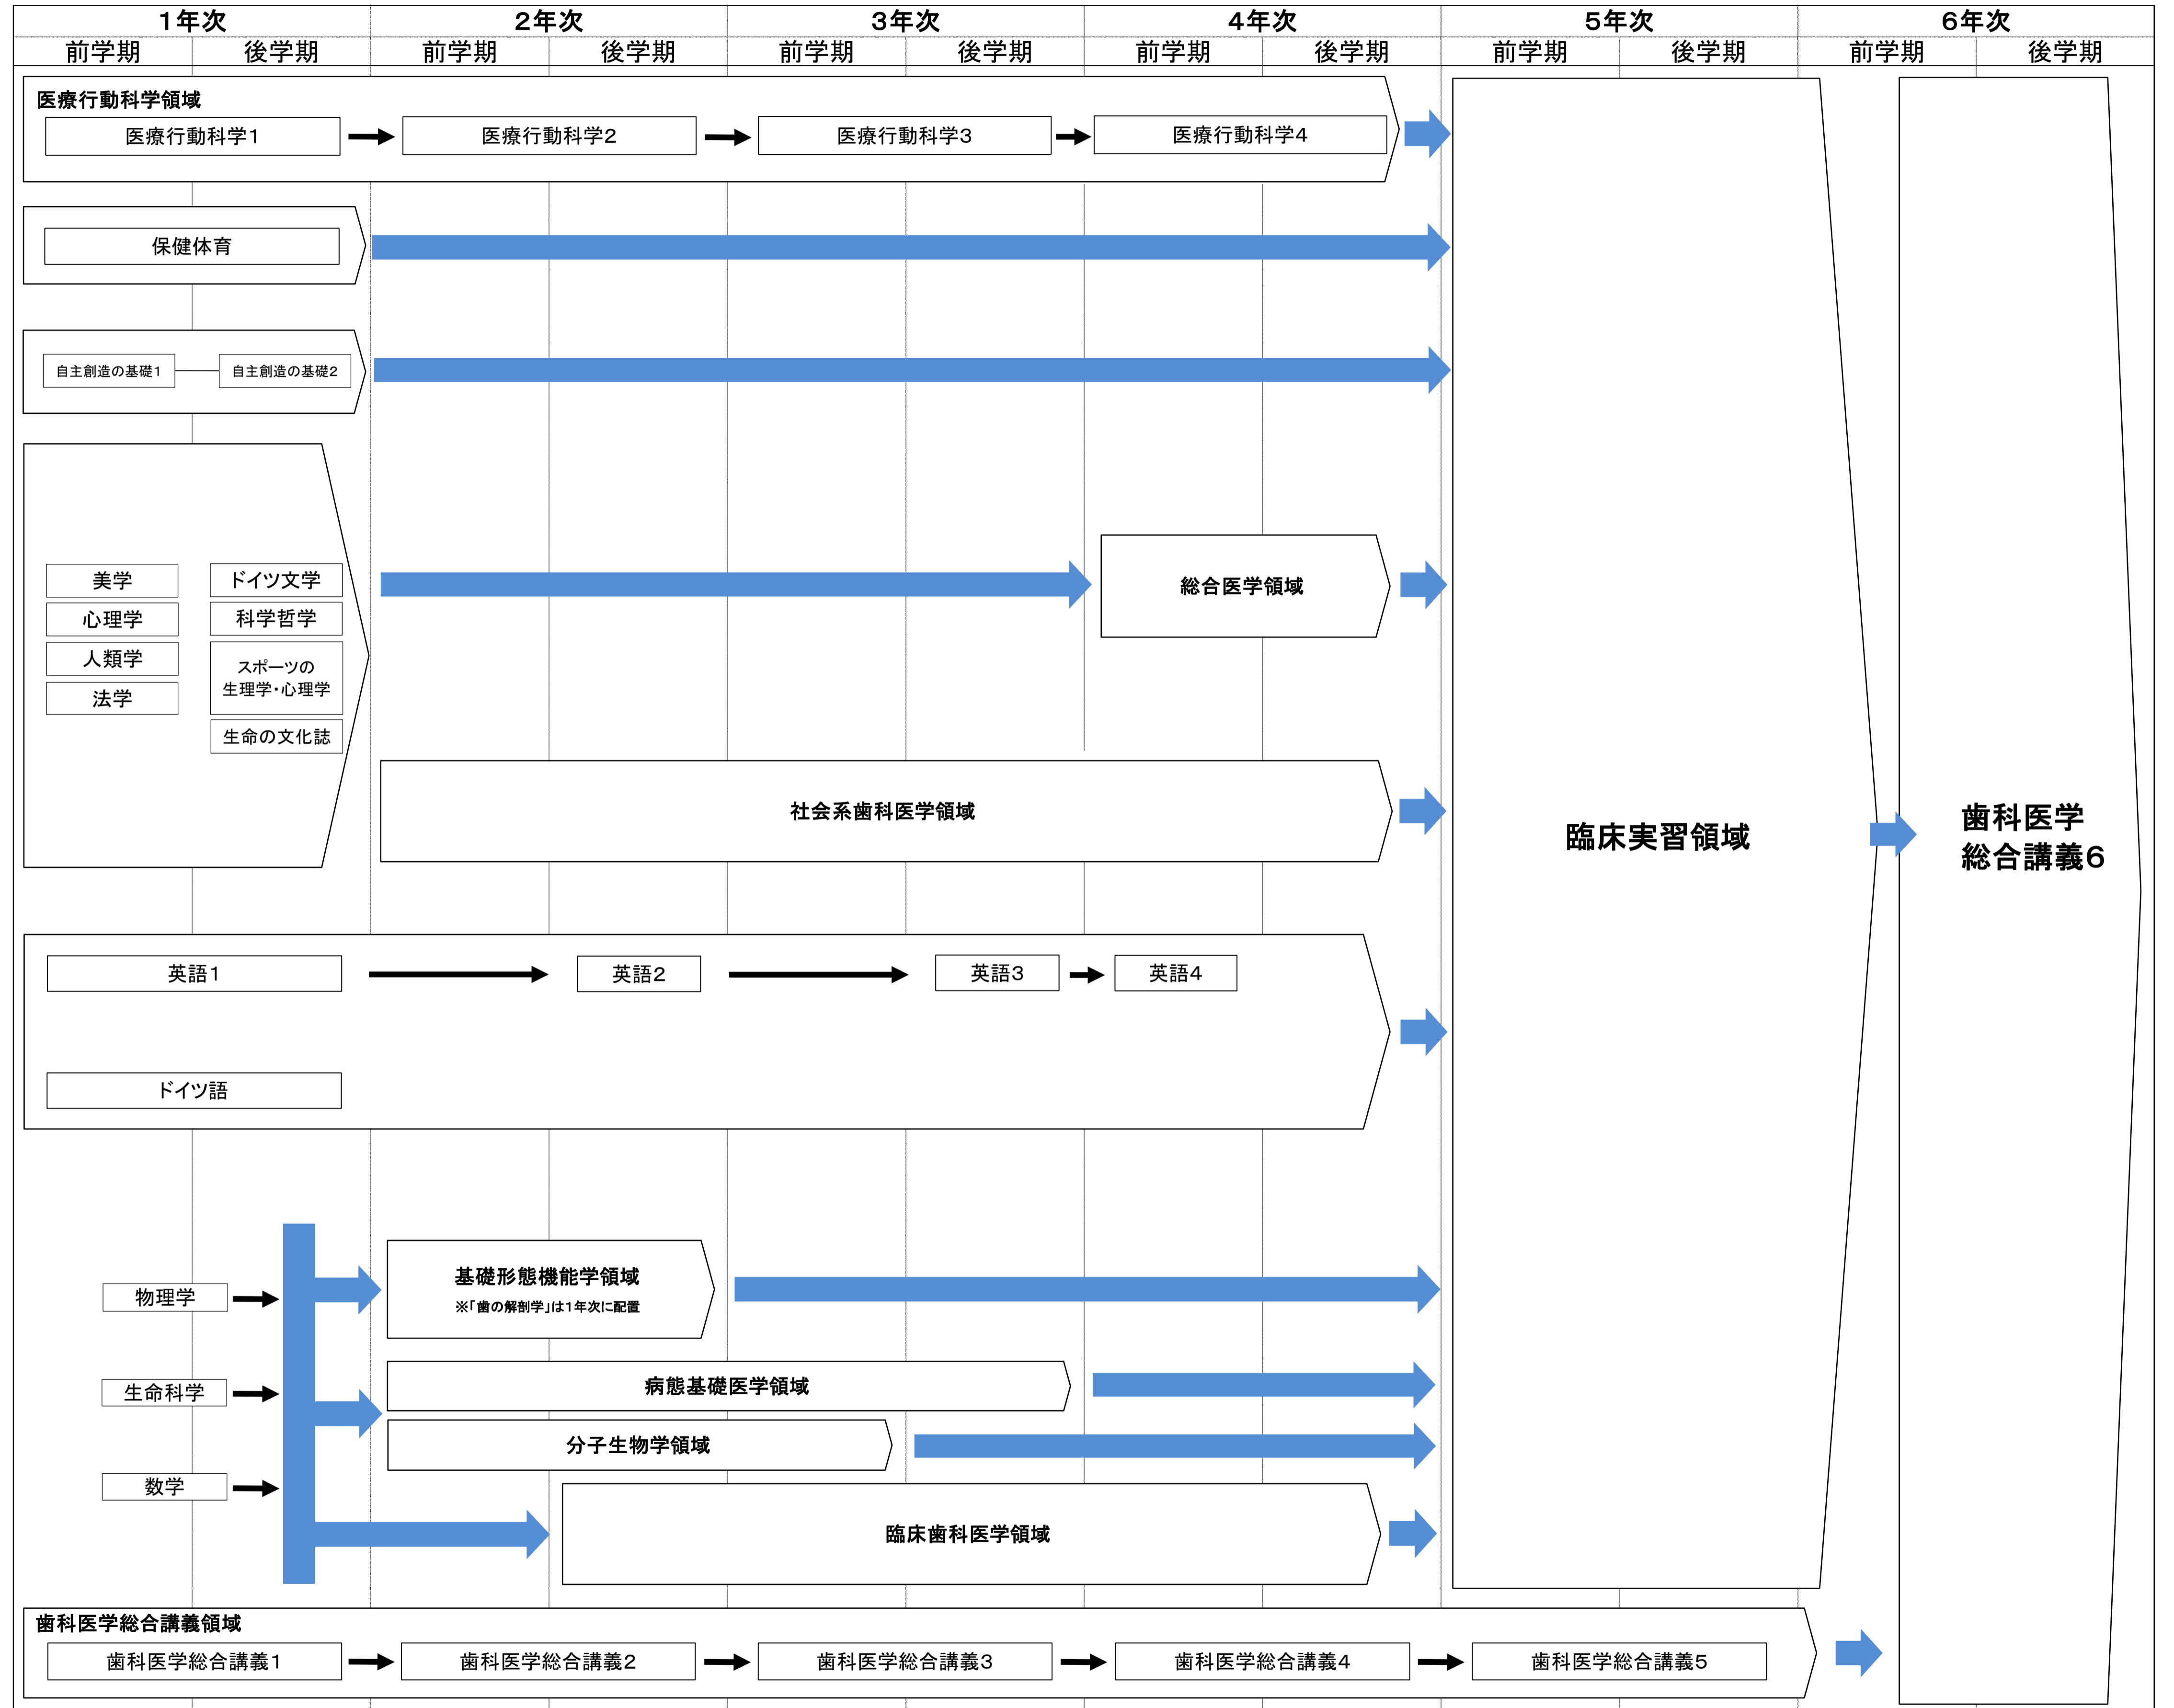 1年次 2年次 3年次 4年次 5年次 6年次
前学期 後学期 前学期 後学期 前学期 後学期 前学期 後学期 前学期 後学期 前学期 後学期
医療行動科学領域
医療行動科学1 医療行動科学2 医療行動科学3 医療行動科学4
保健体育
自主創造の基礎1 自主創造の基礎2
美学 ドイツ文学
心理学 科学哲学
人類学 スポーツの
生理学・心理学
法学
生命の文化誌
総合医学領域
社会系歯科医学領域
臨床実習領域
歯科医学
総合講義6
英語1 英語2 英語3 英語4
ドイツ語
物理学
生命科学
数学
基礎形態機能学領域
※「歯の解剖学」は1年次に配置
病態基礎医学領域
分子生物学領域
臨床歯科医学領域
歯科医学総合講義領域
歯科医学総合講義1 歯科医学総合講義2 歯科医学総合講義3 歯科医学総合講義4 歯科医学総合講義5